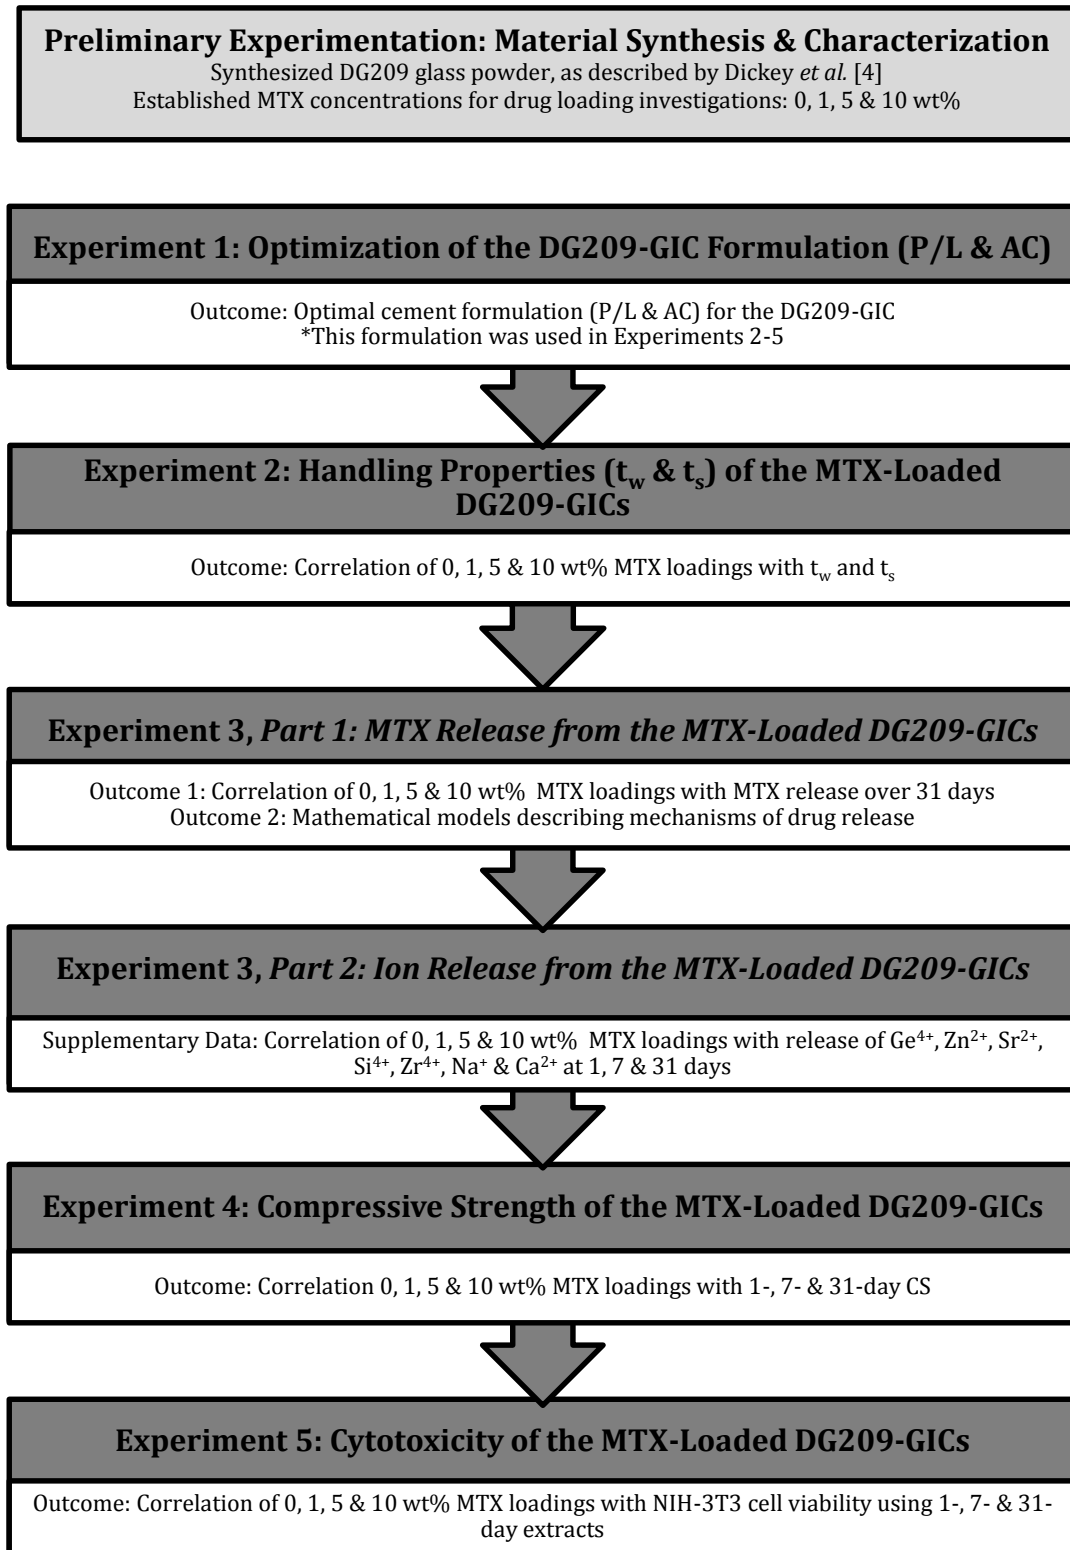 Preliminary Experimentation: Material Synthesis & Characterization
Synthesized DG209 glass powder, as described by Dickey et al. [4]
Established MTX concentrations for drug loading investigations: 0, 1, 5 & 10 wt%
Experiment 1: Optimization of the DG209-GIC Formulation (P/L & AC)
Outcome: Optimal cement formulation (P/L & AC) for the DG209-GIC
*This formulation was used in Experiments 2-5
Experiment 2: Handling Properties (t_w & t_s) of the MTX-Loaded
DG209-GICs
Outcome: Correlation of 0, 1, 5 & 10 wt% MTX loadings with t_w and t_s
Experiment 3, Part 1: MTX Release from the MTX-Loaded DG209-GICs
Outcome 1: Correlation of 0, 1, 5 & 10 wt% MTX loadings with MTX release over 31 days
Outcome 2: Mathematical models describing mechanisms of drug release
Experiment 3, Part 2: Ion Release from the MTX-Loaded DG209-GICs
Supplementary Data: Correlation of 0, 1, 5 & 10 wt% MTX loadings with release of Ge⁴⁺, Zn²⁺, Sr²⁺,
Si⁴⁺, Zr⁴⁺, Na⁺ & Ca²⁺ at 1, 7 & 31 days
Experiment 4: Compressive Strength of the MTX-Loaded DG209-GICs
Outcome: Correlation 0, 1, 5 & 10 wt% MTX loadings with 1-, 7- & 31-day CS
Experiment 5: Cytotoxicity of the MTX-Loaded DG209-GICs
Outcome: Correlation of 0, 1, 5 & 10 wt% MTX loadings with NIH-3T3 cell viability using 1-, 7- & 31-
day extracts